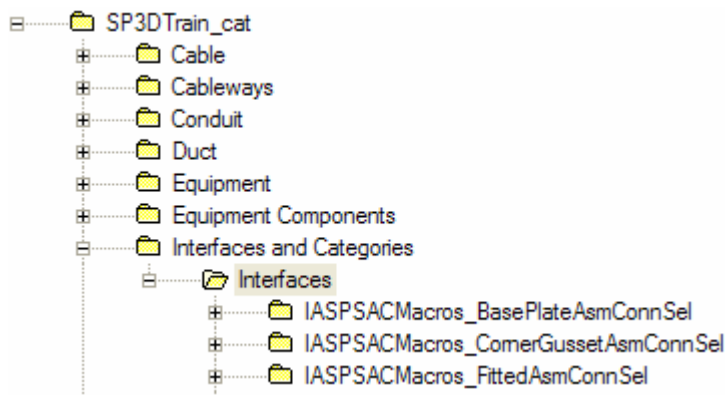 SP3DTrain_cat
Cable
Cableways
Conduit
Duct
Equipment
Equipment Components
Interfaces and Categories
Interfaces
IASPSACMacros_BasePlateAsmConnSel
IASPSACMacros_CornerGussetAsmConnSel
IASPSACMacros_FittedAsmConnSel